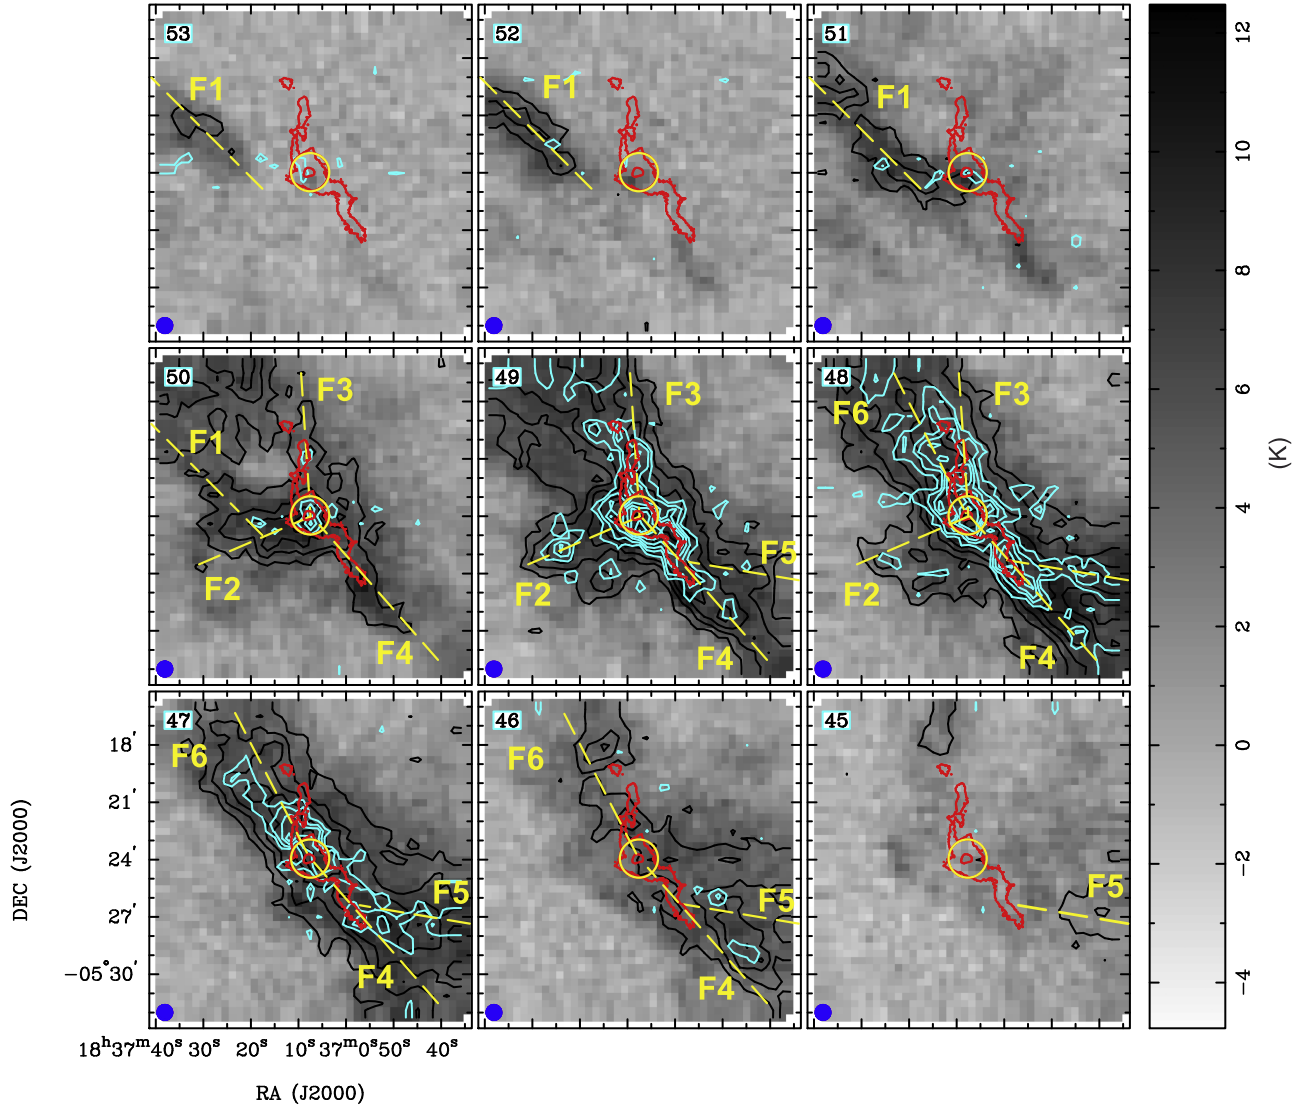 53
F1
52
F1
51
F1
12
10
8
6
4
2
0
−2
−4
(K)
50
F3
F1
F2
F4
49
F3
F5
F2
F4
48
F6
F3
F2
F4
47
F6
F5
F4
46
F6
F5
F4
45
F5
18′
21′
24′
27′
−05°30′
DEC (J2000)
18h37m40s 30s 20s 10s 37m0s 50s 40s
RA (J2000)